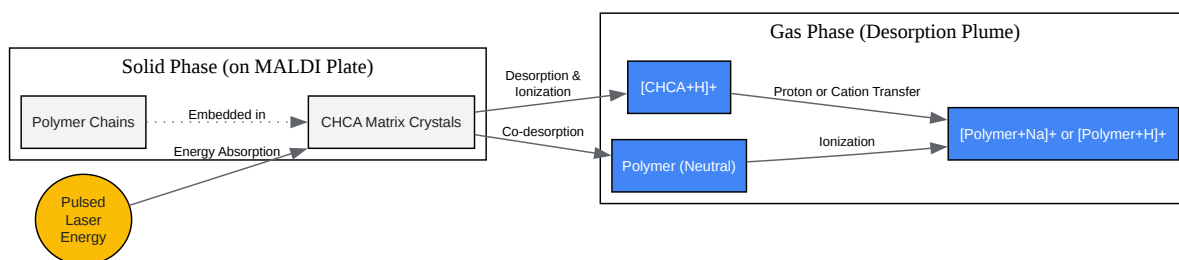 Gas Phase (Desorption Plume)
Solid Phase (on MALDI Plate)
Polymer Chains
Embedded in
CHCA Matrix Crystals
Energy Absorption
Pulsed
Laser
Energy
Desorption &
Ionization
Co-desorption
[CHCA+H]+
Polymer (Neutral)
Proton or Cation Transfer
Ionization
[Polymer+Na]+ or [Polymer+H]+